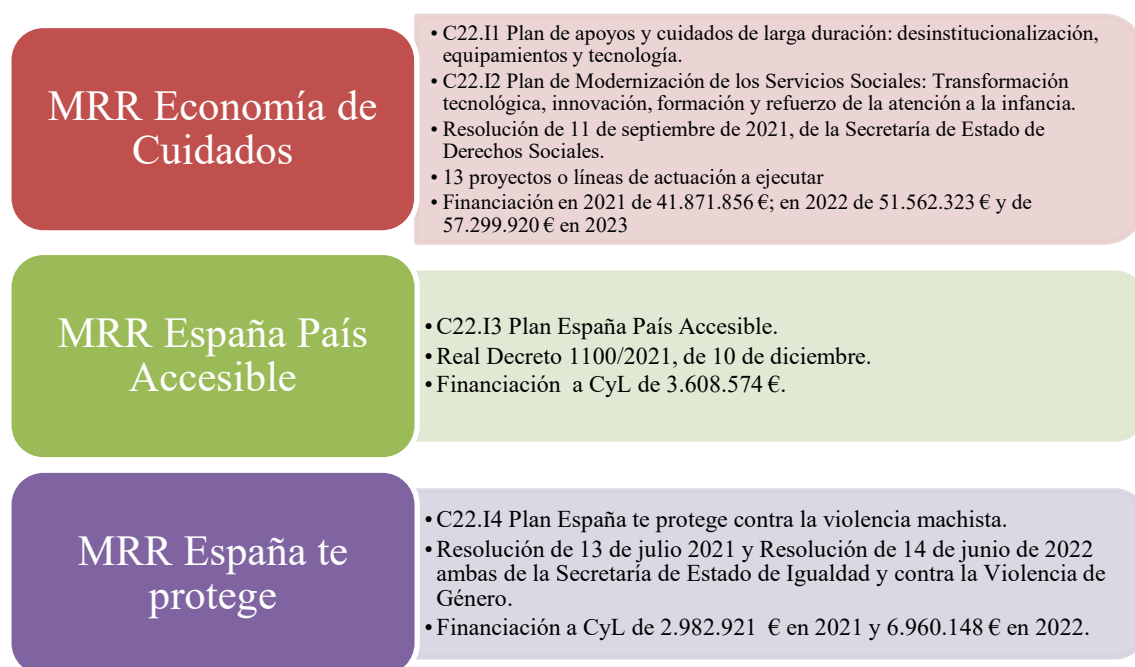 MRR Economía de
Cuidados
• C22.I1 Plan de apoyos y cuidados de larga duración: desinstitucionalización,
equipamientos y tecnología.
• C22.I2 Plan de Modernización de los Servicios Sociales: Transformación
tecnológica, innovación, formación y refuerzo de la atención a la infancia.
• Resolución de 11 de septiembre de 2021, de la Secretaría de Estado de
Derechos Sociales.
• 13 proyectos o líneas de actuación a ejecutar
• Financiación en 2021 de 41.871.856 €; en 2022 de 51.562.323 € y de
57.299.920 € en 2023
MRR España País
Accesible
• C22.I3 Plan España País Accesible.
• Real Decreto 1100/2021, de 10 de diciembre.
• Financiación a CyL de 3.608.574 €.
MRR España te
protege
• C22.I4 Plan España te protege contra la violencia machista.
• Resolución de 13 de julio 2021 y Resolución de 14 de junio de 2022
ambas de la Secretaría de Estado de Igualdad y contra la Violencia de
Género.
• Financiación a CyL de 2.982.921 € en 2021 y 6.960.148 € en 2022.